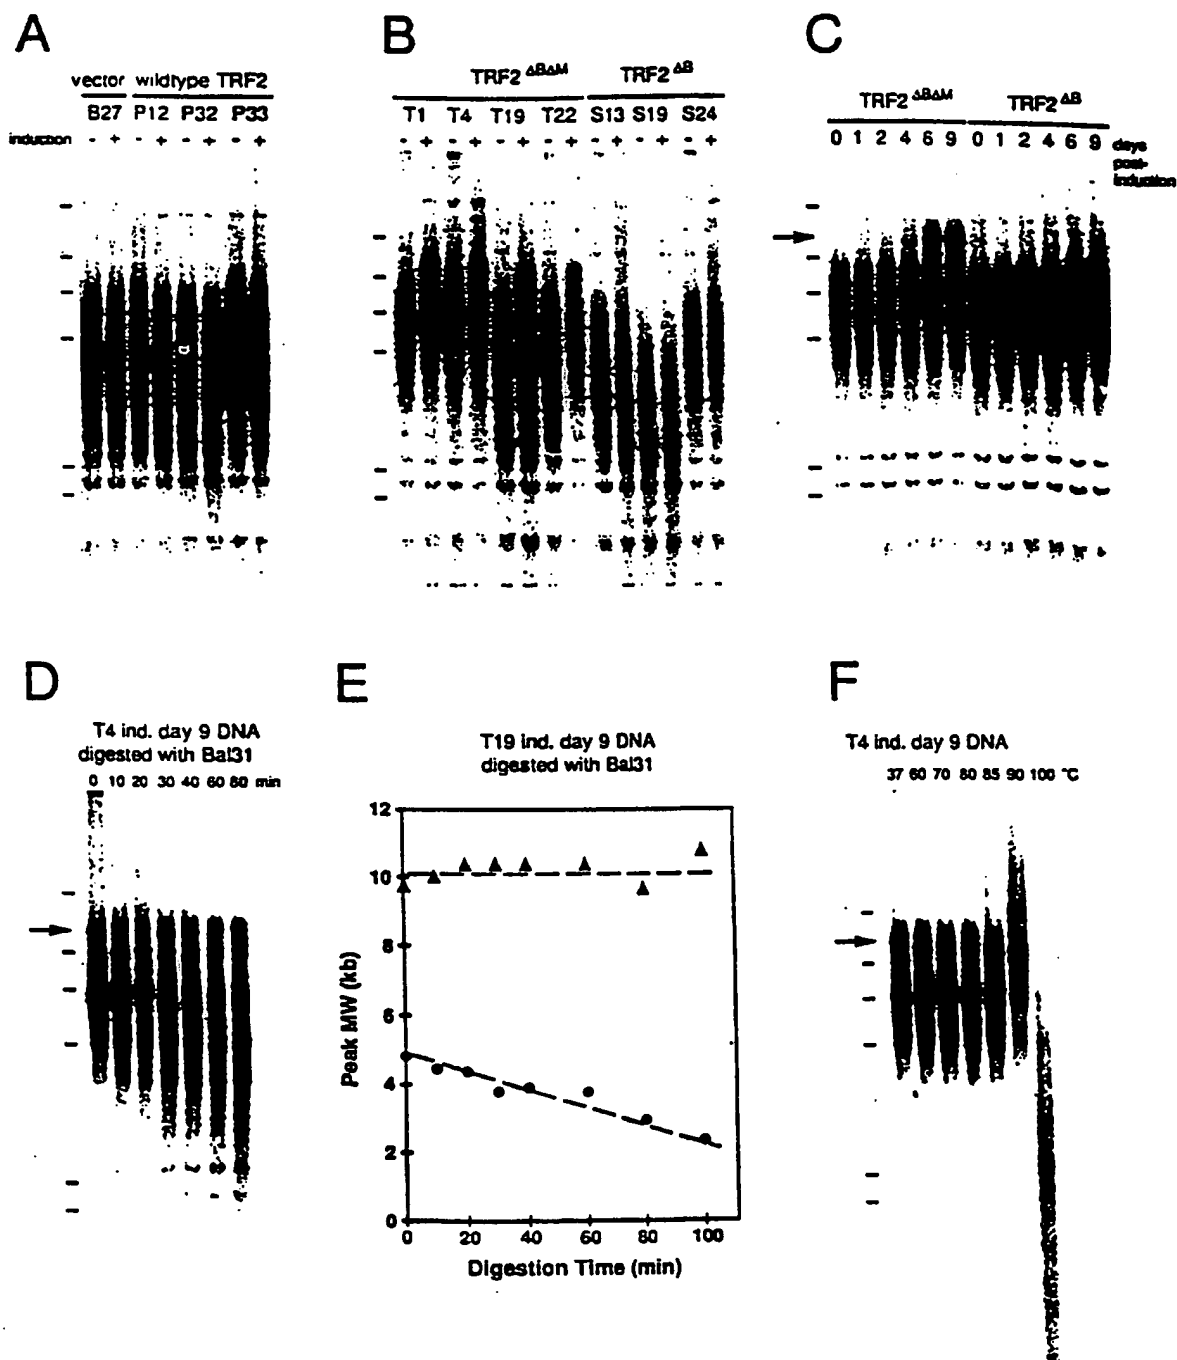 A
vector wildtype TRF2
B27 P12 P32 P33
induction - + - + - + - +
B
TRF2 ΔBΔM TRF2 ΔB
T1 T4 T19 T22 S13 S19 S24
- + - + - + - + - + - + - +
C
TRF2 ΔBΔM TRF2 ΔB
0 1 2 4 6 9 0 1 2 4 6 9 days
post-
induction
D
T4 ind. day 9 DNA
digested with Bal31
0 10 20 30 40 60 80 min
E
T19 ind. day 9 DNA
digested with Bal31
12
10
8
6
4
2
0
Peak MW (kb)
0 20 40 60 80 100
Digestion Time (min)
F
T4 ind. day 9 DNA
37 60 70 80 85 90 100 °C